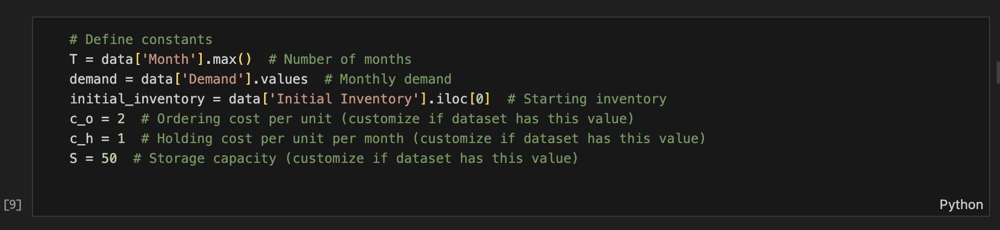 # Define constants
T = data['Month'].max()  # Number of months
demand = data['Demand'].values  # Monthly demand
initial_inventory = data['Initial Inventory'].iloc[0]  # Starting inventory
c_o = 2  # Ordering cost per unit (customize if dataset has this value)
c_h = 1  # Holding cost per unit per month (customize if dataset has this value)
S = 50  # Storage capacity (customize if dataset has this value)
[9]
Python